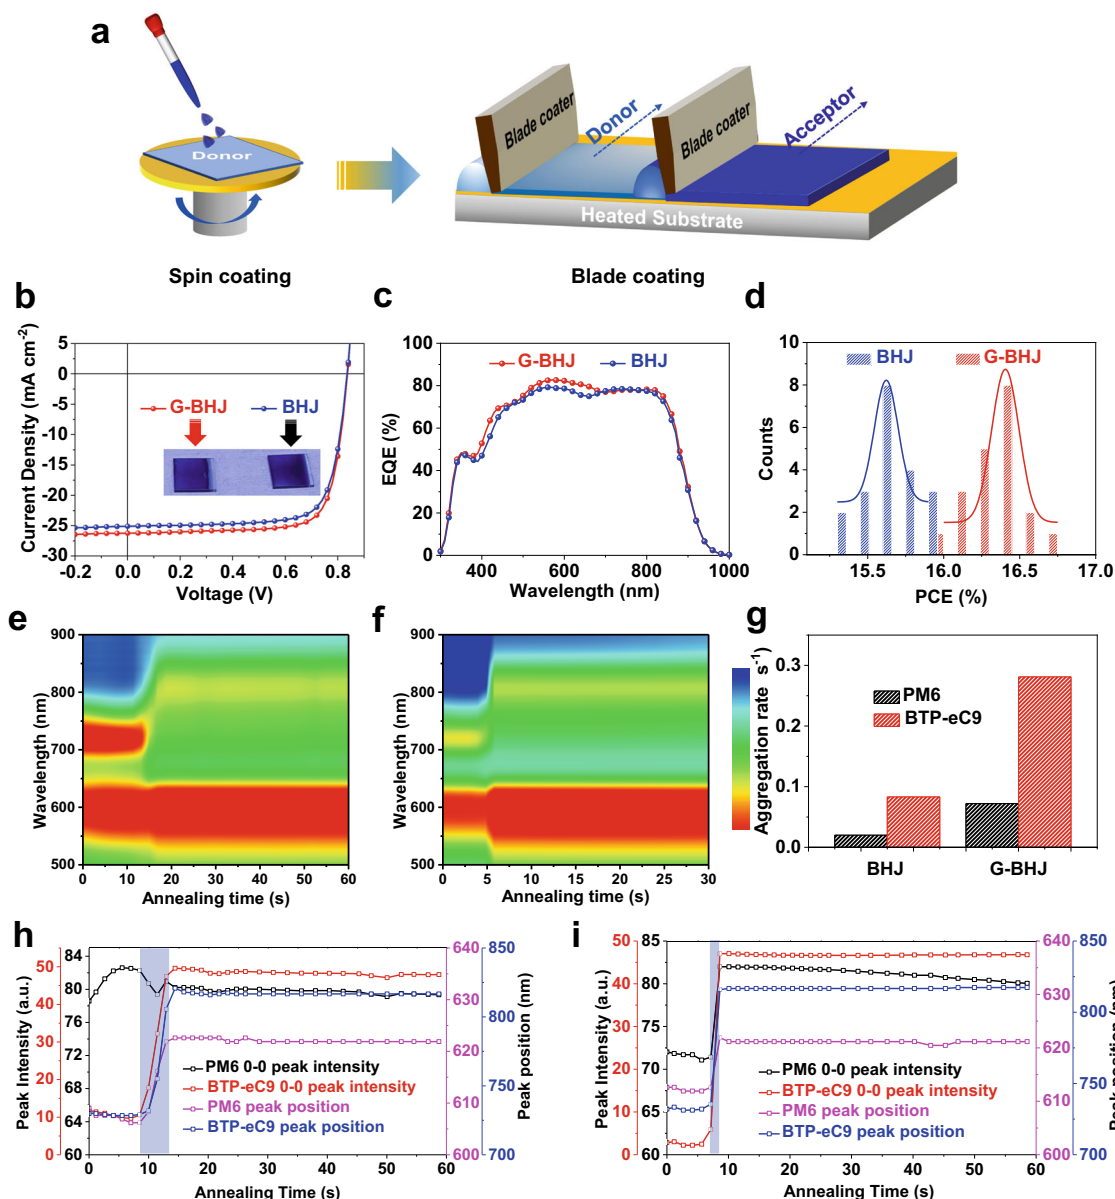 a
Donor
Blade coater
Donor
Blade coater
Acceptor
Heated Substrate
Spin coating
Blade coating
b
Current Density (mA cm-2)
5
0
-5
-10
-15
-20
-25
-30
G-BHJ
BHJ
-0.2
0.0
0.2
0.4
0.6
0.8
Voltage (V)
c
EQE (%)
100
80
60
40
20
0
G-BHJ
BHJ
400
600
800
1000
Wavelength (nm)
d
Counts
10
8
6
4
2
0
BHJ
G-BHJ
15.5
16.0
16.5
17.0
PCE (%)
e
Wavelength (nm)
900
800
700
600
500
0
10
20
30
40
50
60
Annealing time (s)
f
Wavelength (nm)
900
800
700
600
500
0
5
10
15
20
25
30
Annealing time (s)
g
Aggregation rate s-1)
0.3
0.2
0.1
0.0
PM6
BTP-eC9
BHJ
G-BHJ
h
Peak Intensity (a.u.)
50
40
30
20
10
0
84
80
76
72
68
64
60
PM6 0-0 peak intensity
BTP-eC9 0-0 peak intensity
PM6 peak position
BTP-eC9 peak position
640
630
620
610
600
850
800
750
700
Peak position (nm)
0
10
20
30
40
50
60
Annealing Time (s)
i
Peak Intensity (a.u.)
50
40
30
20
10
0
85
80
75
70
65
60
PM6 0-0 peak intensity
BTP-eC9 0-0 peak intensity
PM6 peak position
BTP-eC9 peak position
640
630
620
610
600
850
800
750
700
Peak position (nm)
0
10
20
30
40
50
60
Annealing Time (s)